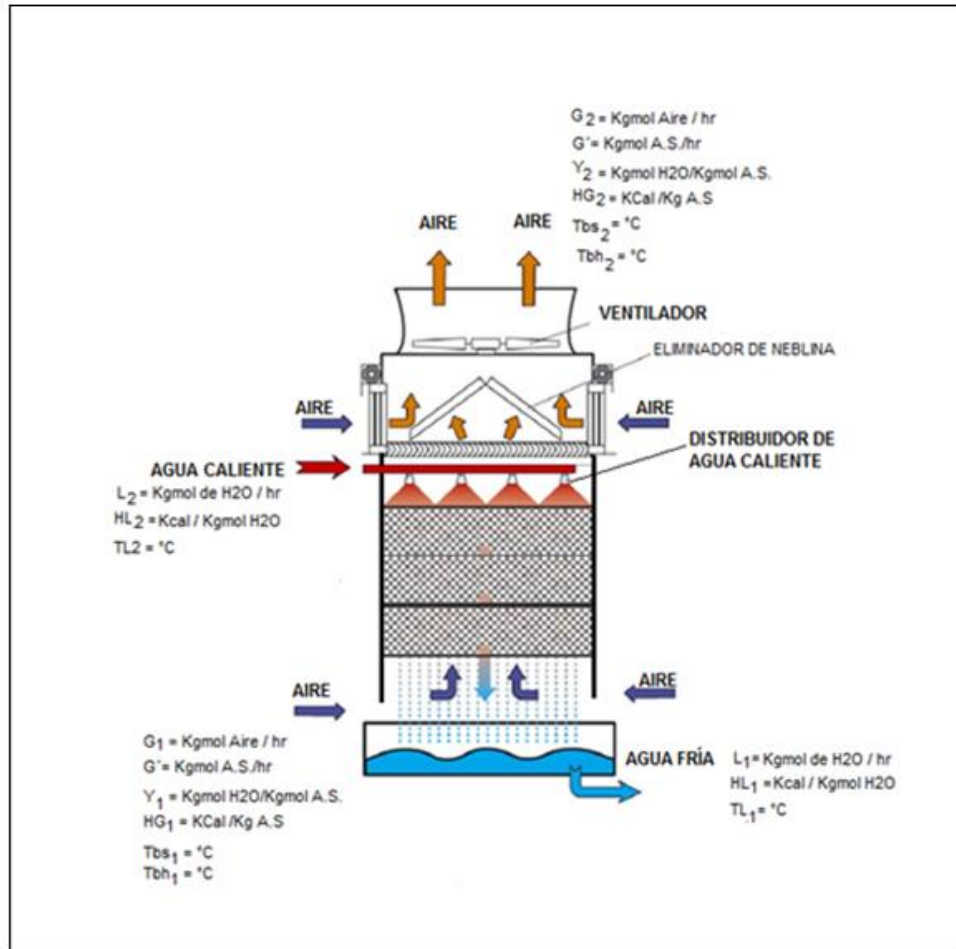 G2 = Kgmol Aire / hr
G´= Kgmol A.S./hr
Y2 = Kgmol H2O/Kgmol A.S.
HG2 = KCal /Kg A.S
Tbs2 = °C
Tbh2 = °C
AIRE
AIRE
VENTILADOR
ELIMINADOR DE NEBLINA
AIRE
AIRE
DISTRIBUIDOR DE
AGUA CALIENTE
AGUA CALIENTE
L2 = Kgmol de H2O / hr
HL2 = Kcal / Kgmol H2O
TL2 = °C
AIRE
AIRE
G1 = Kgmol Aire / hr
G´= Kgmol A.S./hr
Y1 = Kgmol H2O/Kgmol A.S.
HG1 = KCal /Kg A.S
Tbs1 = °C
Tbh1 = °C
AGUA FRÍA
L1= Kgmol de H2O / hr
HL1 = Kcal / Kgmol H2O
TL1 = °C